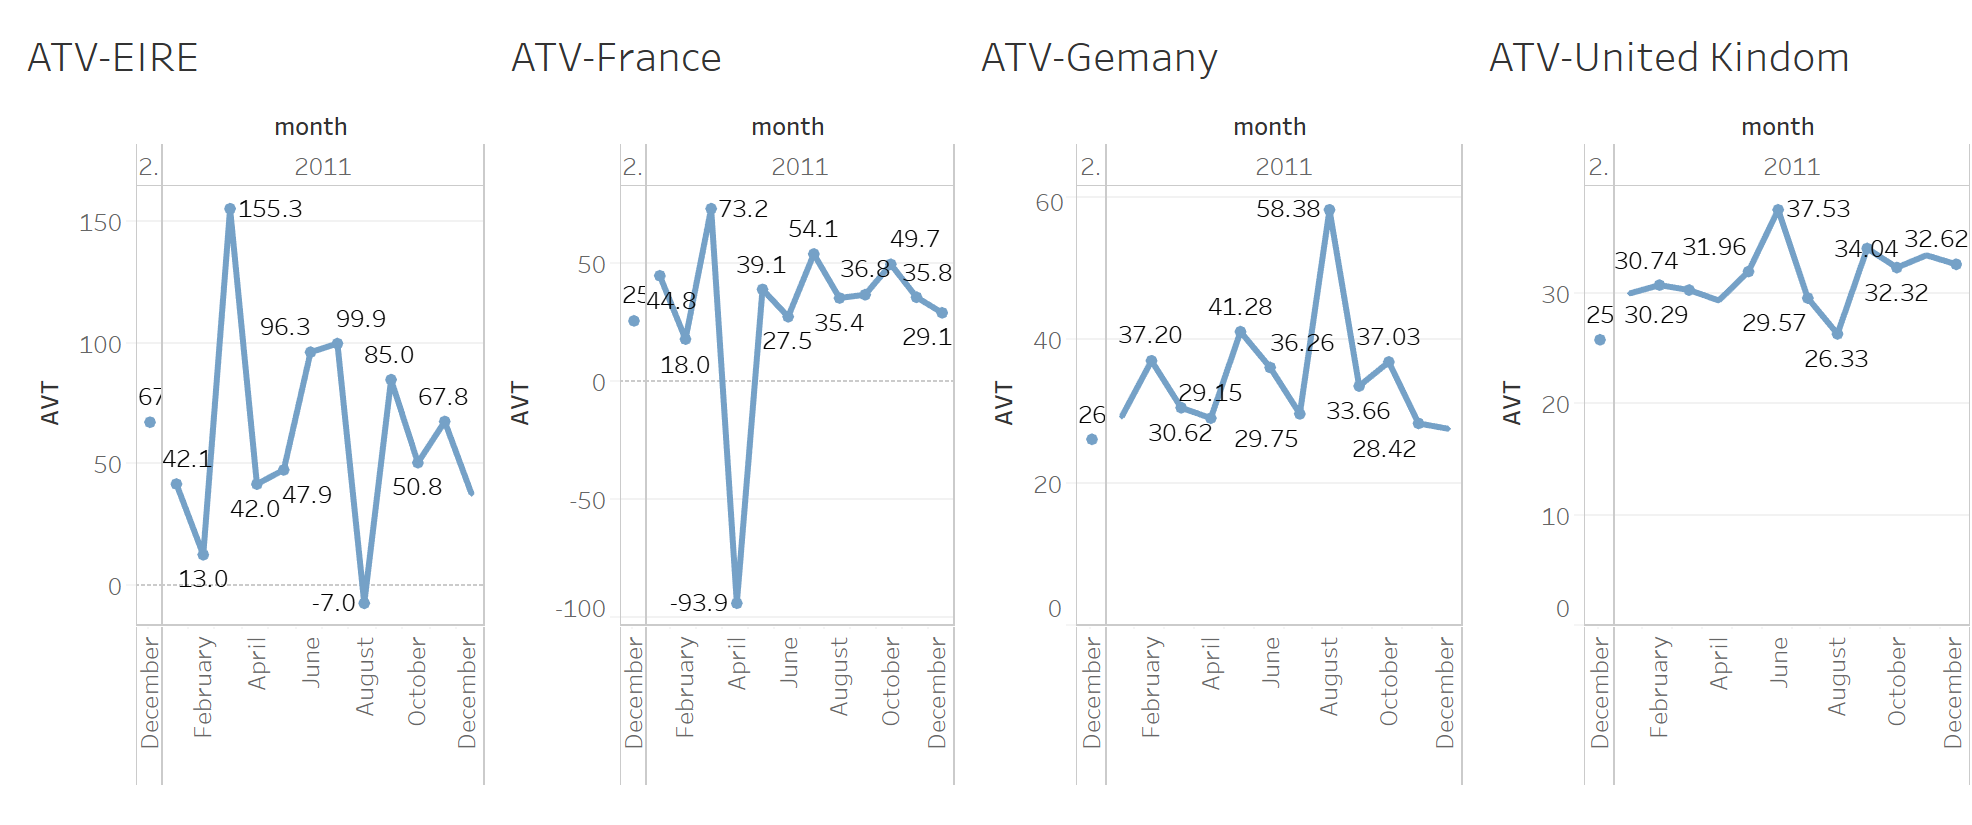 ATV-EIRE
month
2.
2011
150
100
50
0
AVT
67
42.1
13.0
155.3
42.0
47.9
96.3
99.9
-7.0
85.0
50.8
67.8
December
February
April
June
August
October
December
ATV-France
month
2.
2011
50
0
-50
-100
AVT
25
44.8
18.0
73.2
-93.9
39.1
27.5
54.1
35.4
36.8
49.7
35.8
29.1
December
February
April
June
August
October
December
ATV-Gemany
month
2.
2011
60
40
20
0
AVT
26
37.20
30.62
29.15
41.28
36.26
29.75
58.38
33.66
37.03
28.42
December
February
April
June
August
October
December
ATV-United Kindom
month
2.
2011
30
20
10
0
AVT
25
30.74
30.29
31.96
37.53
29.57
26.33
34.04
32.32
32.62
December
February
April
June
August
October
December